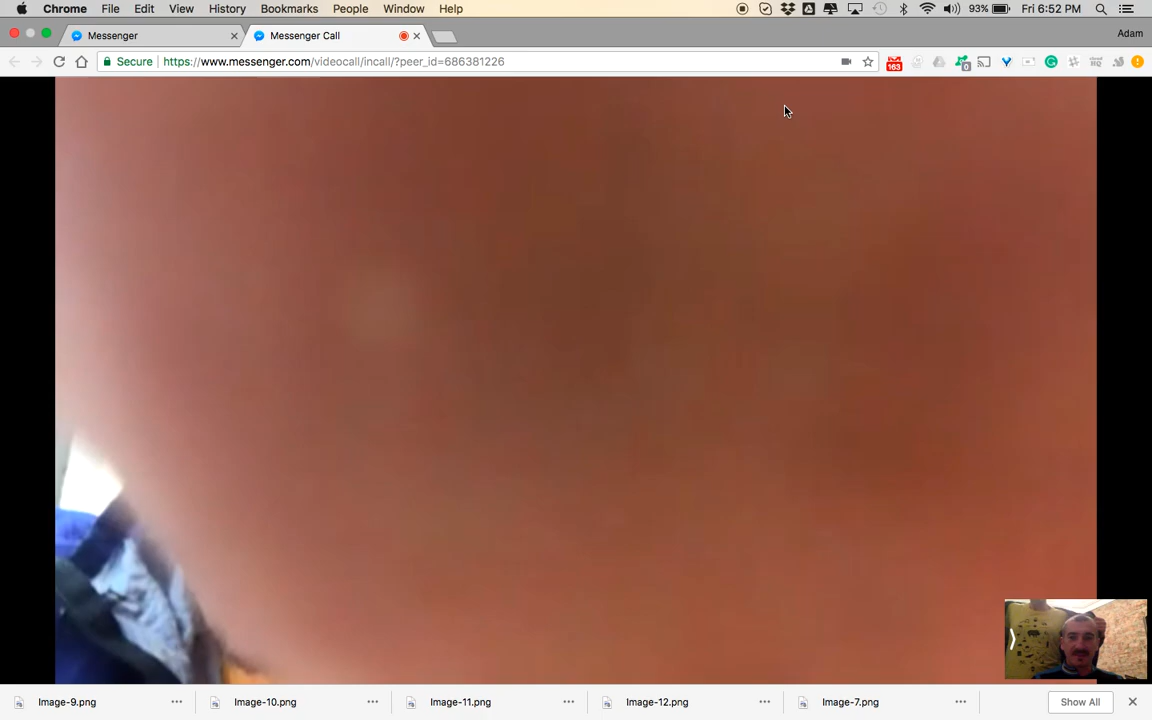 Chrome File Edit View History Bookmarks People Window Help 93% Fri 6:52 PM
Messenger Messenger Call Adam
Secure https://www.messenger.com/videocall/incall/?peer_id=686381226 163 0
Image-9.png Image-10.png Image-11.png Image-12.png Image-7.png Show All